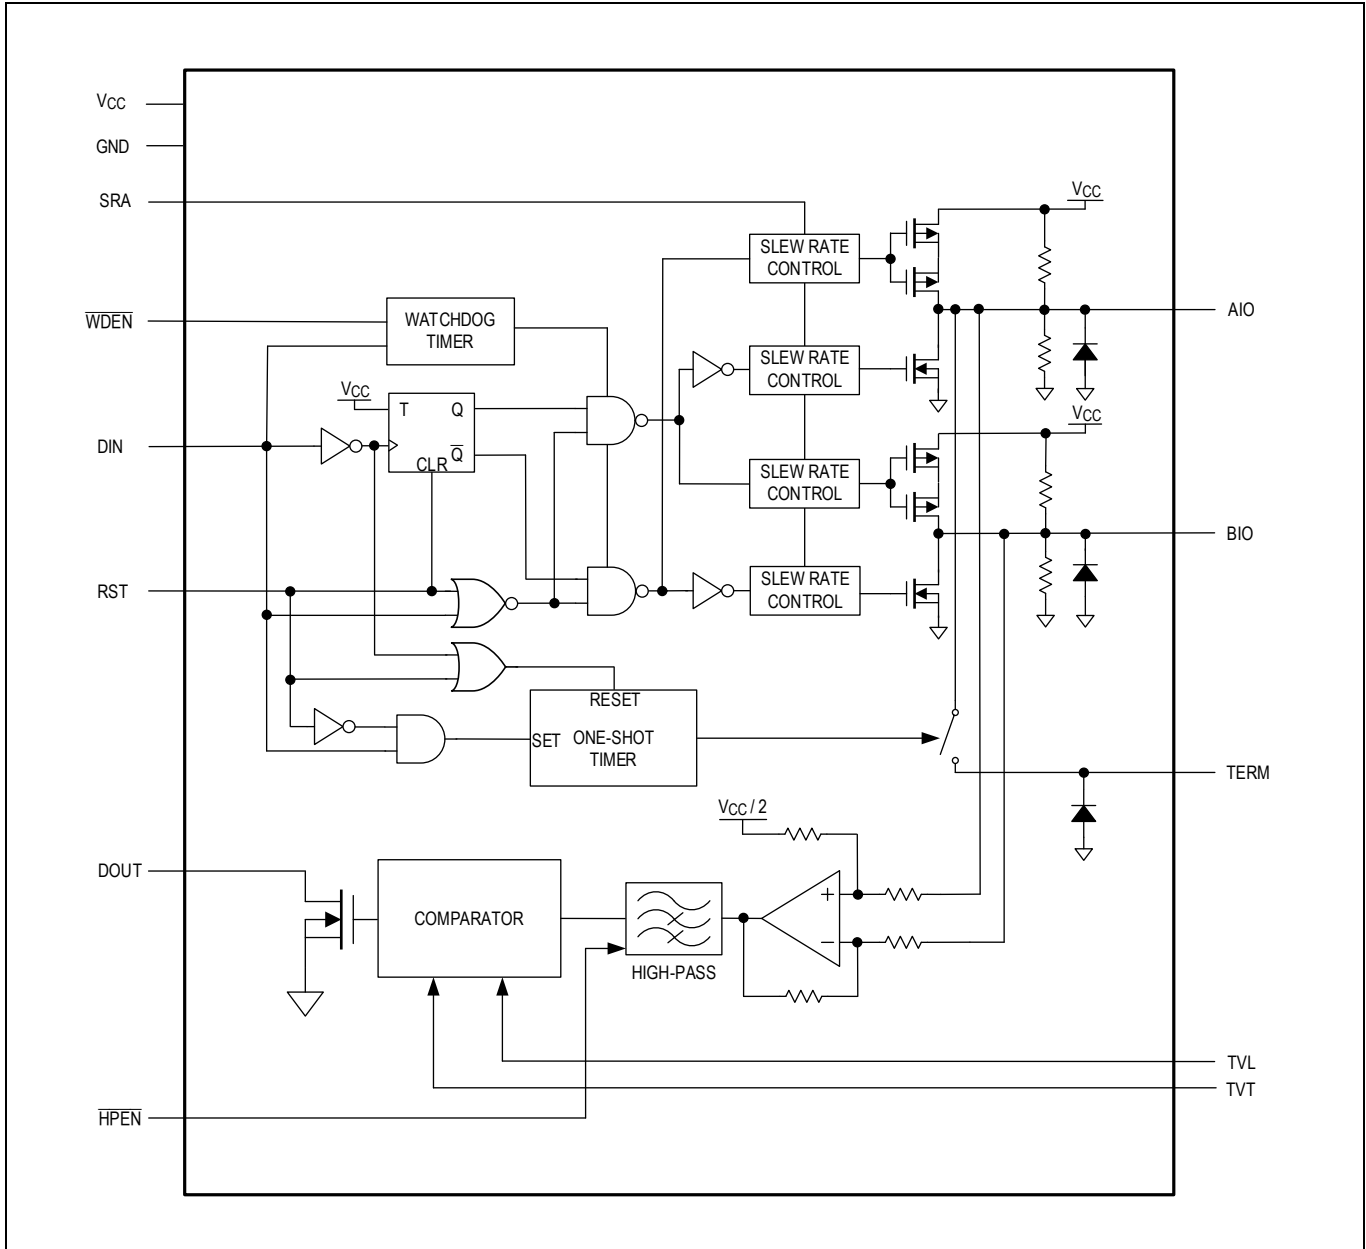 VCC
GND
SRA
VCC
SLEW RATE
CONTROL
WDEN
WATCHDOG
TIMER
AIO
SLEW RATE
CONTROL
VCC
T
Q
VCC
DIN
Q
CLR
SLEW RATE
CONTROL
BIO
RST
SLEW RATE
CONTROL
RESET
SET
ONE-SHOT
TIMER
TERM
VCC / 2
DOUT
COMPARATOR
+
−
HIGH-PASS
TVL
TVT
HPEN